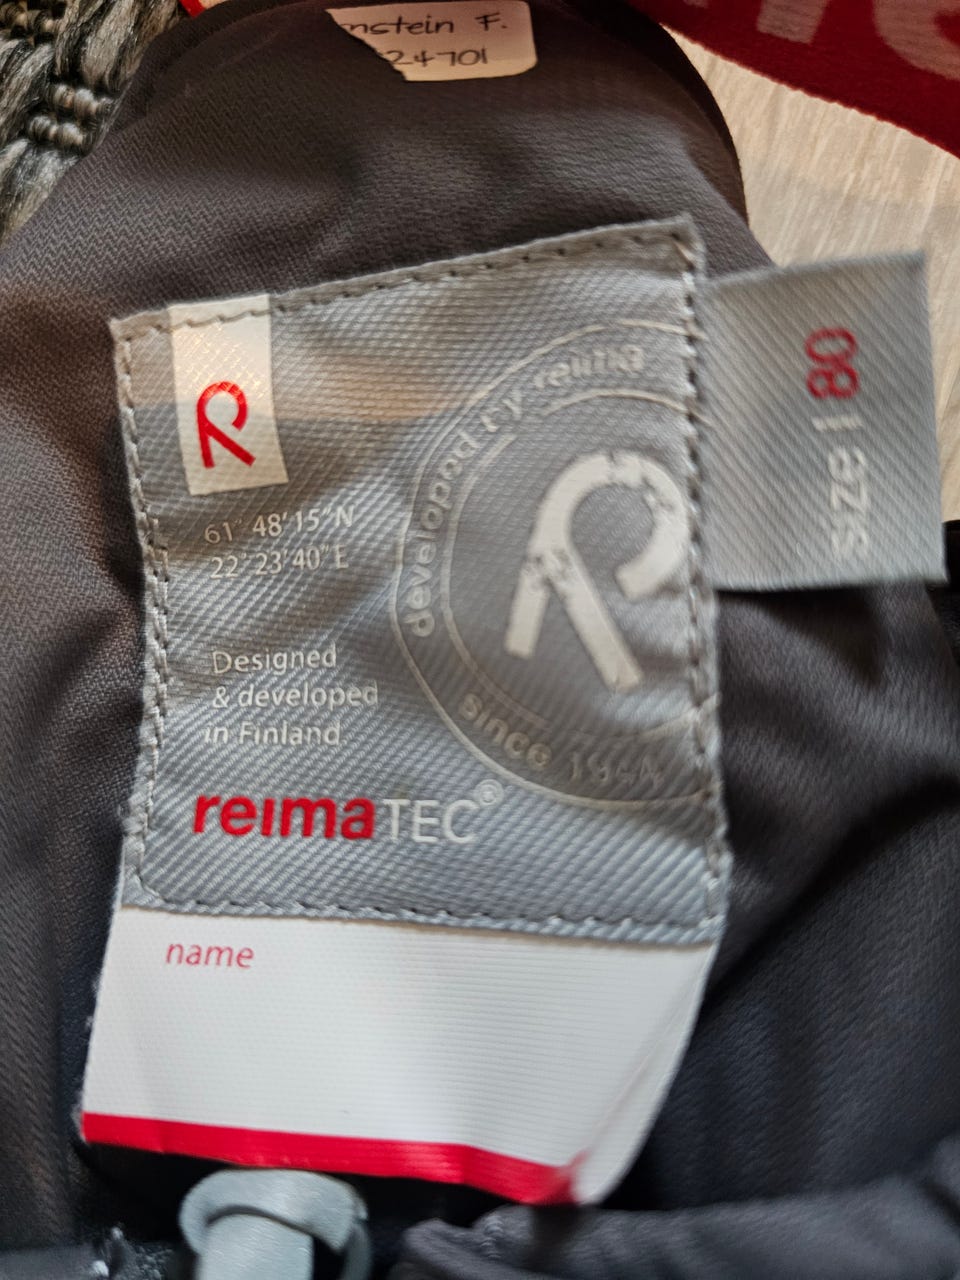 nstein F.
24701
R
61° 48' 15" N
22° 23' 40" E
developed by reima
since 1944
R
size | 80
Designed
& developed
in Finland
reimaTEC®
name